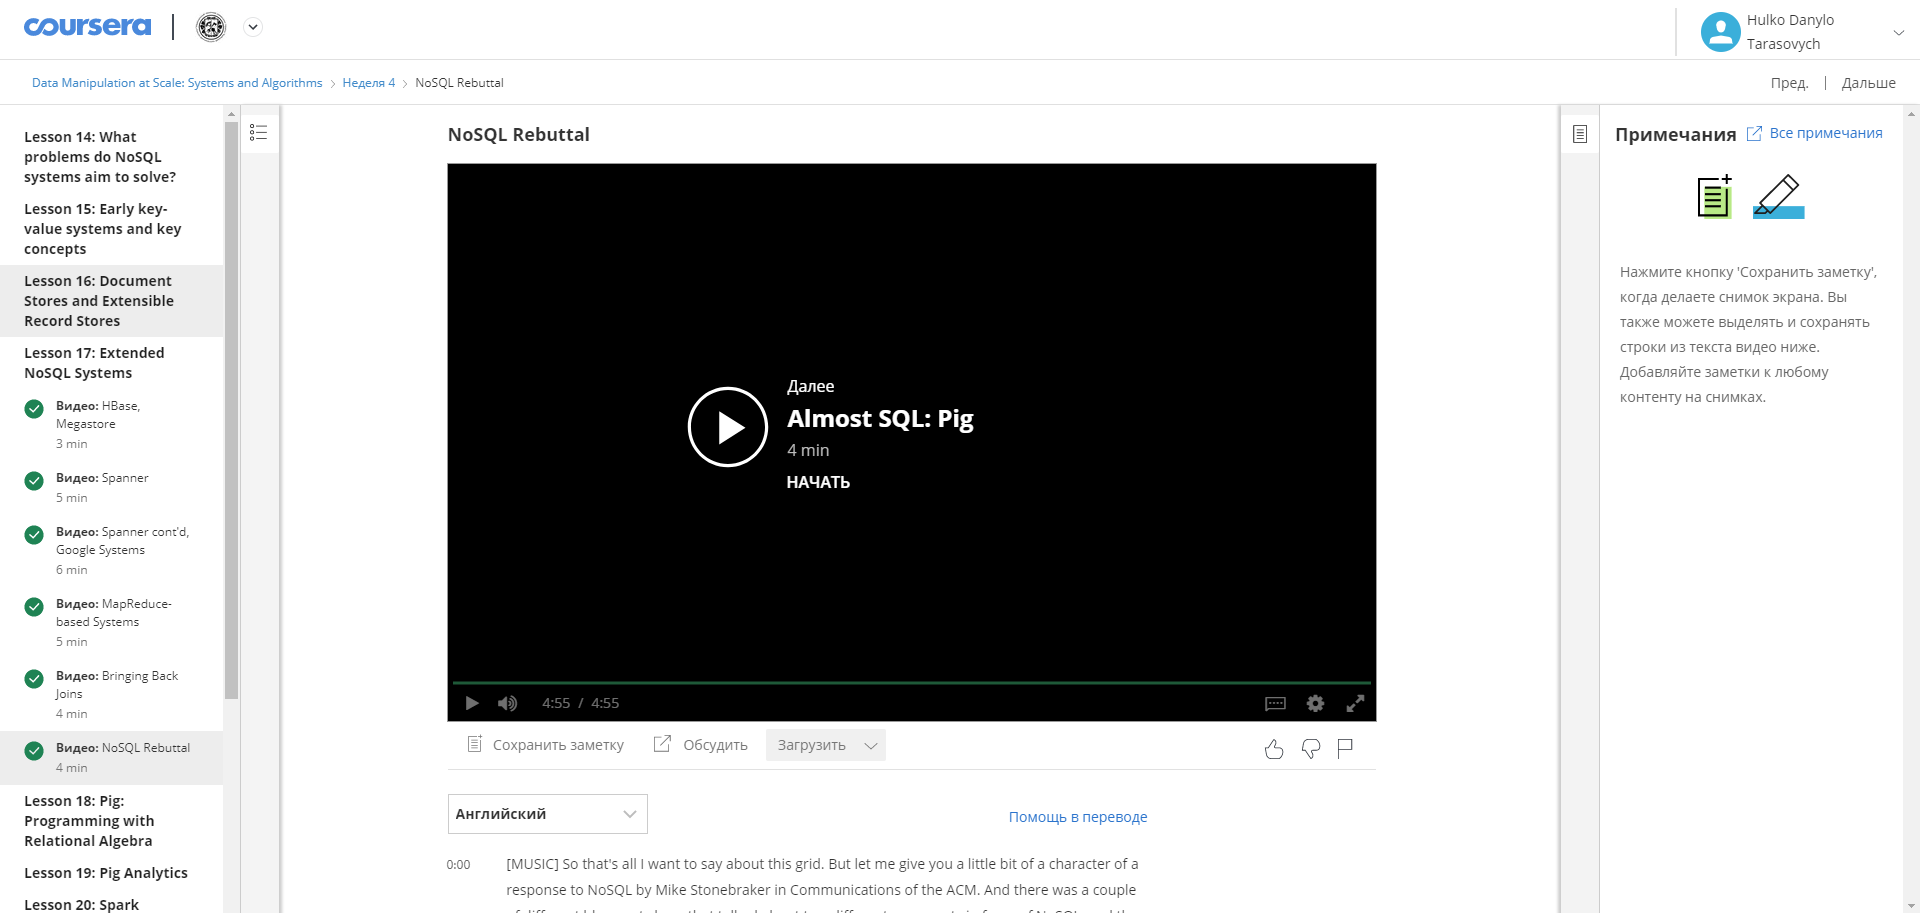 coursera
Hulko Danylo
Tarasovych
Data Manipulation at Scale: Systems and Algorithms > Неделя 4 > NoSQL Rebuttal
Пред. | Дальше
Lesson 14: What
problems do NoSQL
systems aim to solve?
Lesson 15: Early key-
value systems and key
concepts
Lesson 16: Document
Stores and Extensible
Record Stores
Lesson 17: Extended
NoSQL Systems
Видео: HBase,
Megastore
3 min
Видео: Spanner
5 min
Видео: Spanner cont'd,
Google Systems
6 min
Видео: MapReduce-
based Systems
5 min
Видео: Bringing Back
Joins
4 min
Видео: NoSQL Rebuttal
4 min
Lesson 18: Pig:
Programming with
Relational Algebra
Lesson 19: Pig Analytics
Lesson 20: Spark
NoSQL Rebuttal
Далее
Almost SQL: Pig
4 min
НАЧАТЬ
4:55 / 4:55
Сохранить заметку
Обсудить
Загрузить
Английский
Помощь в переводе
0:00
[MUSIC] So that's all I want to say about this grid. But let me give you a little bit of a character of a
response to NoSQL by Mike Stonebraker in Communications of the ACM. And there was a couple
Примечания
Все примечания
Нажмите кнопку 'Сохранить заметку',
когда делаете снимок экрана. Вы
также можете выделять и сохранять
строки из текста видео ниже.
Добавляйте заметки к любому
контенту на снимках.